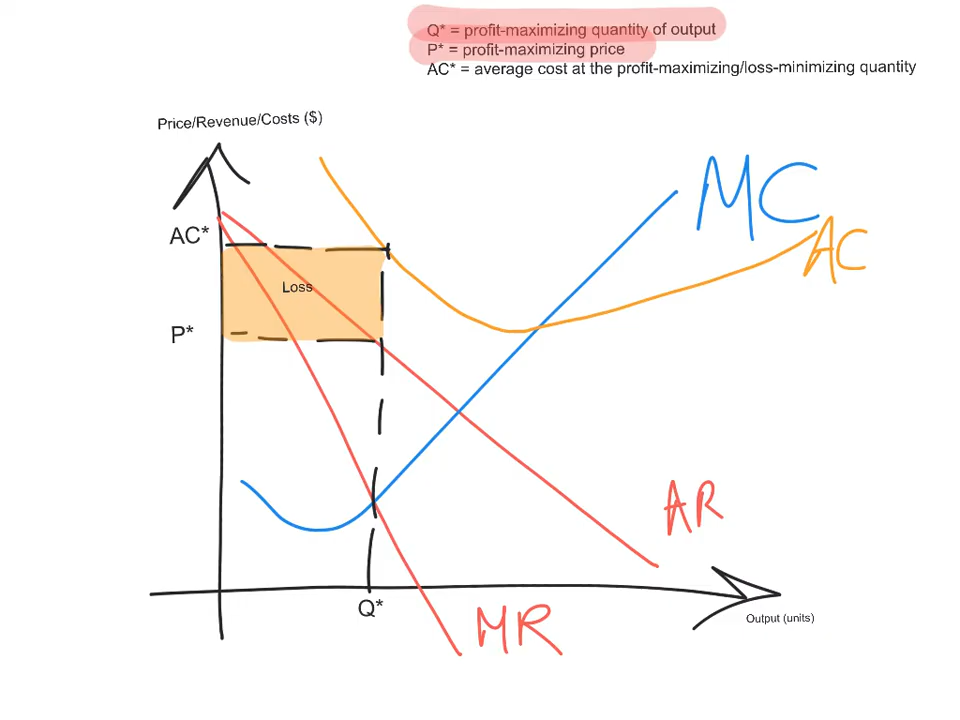 Q* = profit-maximizing quantity of output
P* = profit-maximizing price
AC* = average cost at the profit-maximizing/loss-minimizing quantity
Price/Revenue/Costs ($)
MC
AC
AC*
Loss
P*
AR
Q*
MR
Output (units)